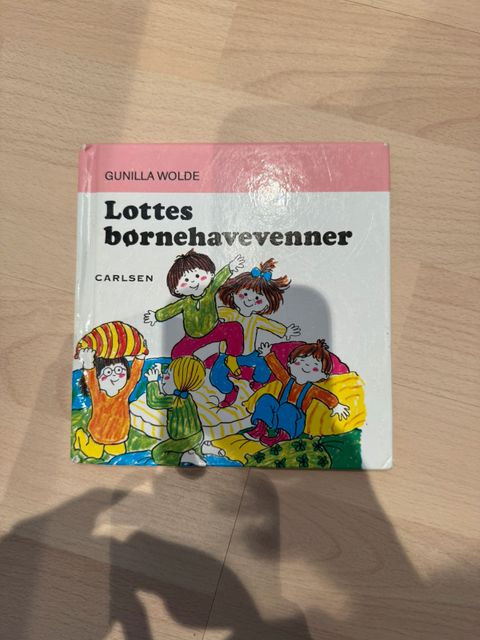 GUNILLA WOLDE
Lottes
børnehavevenner
CARLSEN